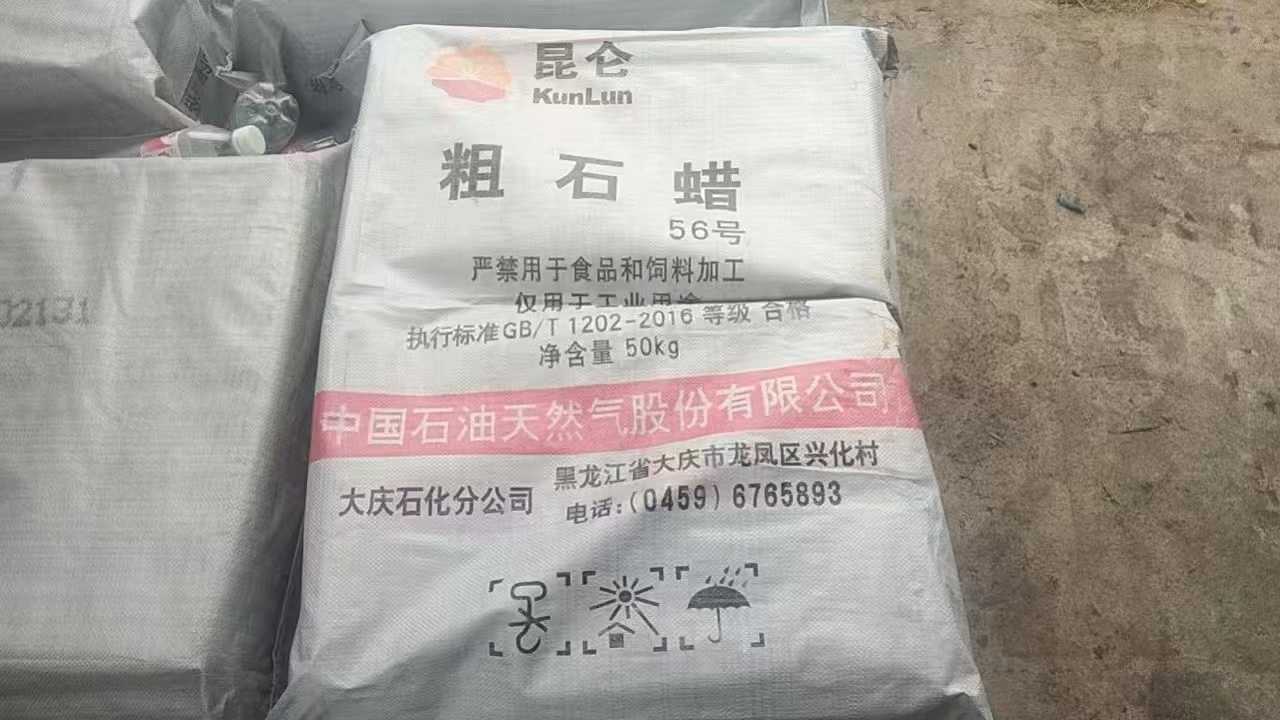 昆仑
KunLun
粗石蜡
56号
严禁用于食品和饲料加工
仅用于工业用途
执行标准GB/T 1202-2016 等级 合格
净含量 50kg
中国石油天然气股份有限公司
大庆石化分公司
黑龙江省大庆市龙凤区兴化村
电话:(0459)6765893
02131